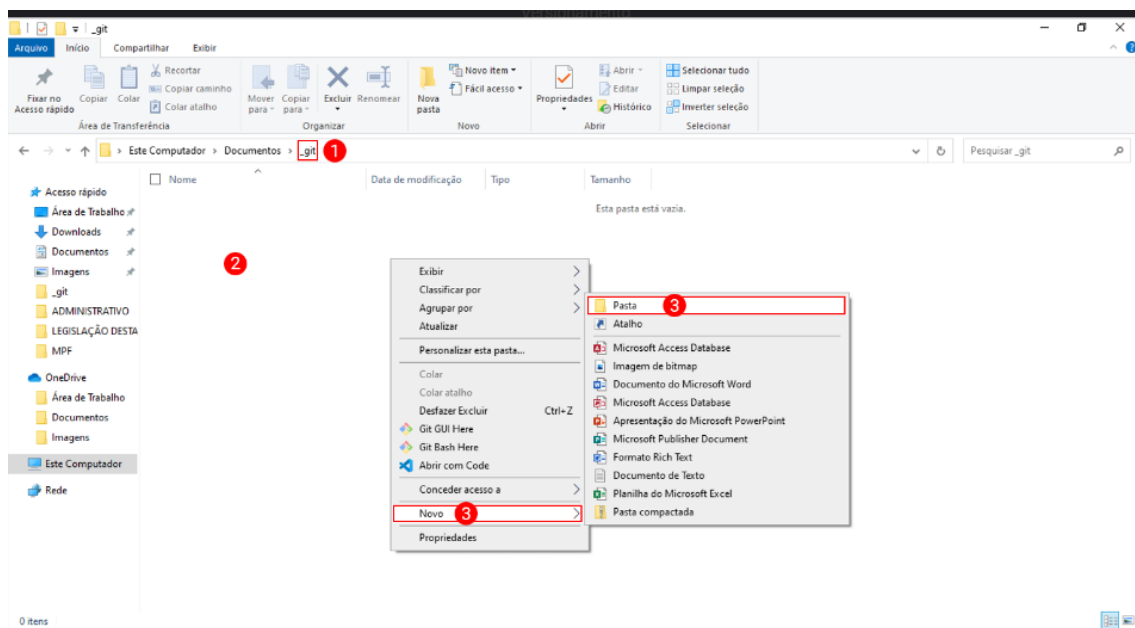 versionamento
_git
Arquivo Início Compartilhar Exibir
Fixar no Acesso rápido
Copiar
Colar
Recortar
Copiar caminho
Colar atalho
Área de Transferência
Mover para
Copiar para
Excluir
Renomear
Organizar
Nova pasta
Novo item
Fácil acesso
Novo
Propriedades
Abrir
Editar
Histórico
Abrir
Selecionar tudo
Limpar seleção
Inverter seleção
Selecionar
Este Computador > Documentos > _git 1
Pesquisar _git
Nome Data de modificação Tipo Tamanho
Esta pasta está vazia.
Acesso rápido
Área de Trabalho
Downloads
Documentos
Imagens
_git
ADMINISTRATIVO
LEGISLAÇÃO DESTA
MPF
OneDrive
Área de Trabalho
Documentos
Imagens
Este Computador
Rede
2
Exibir
Classificar por
Agrupar por
Atualizar
Personalizar esta pasta...
Colar
Colar atalho
Desfazer Excluir Ctrl+Z
Git GUI Here
Git Bash Here
Abrir com Code
Conceder acesso a
Novo 3
Propriedades
Pasta 3
Atalho
Microsoft Access Database
Imagem de bitmap
Documento do Microsoft Word
Microsoft Access Database
Apresentação do Microsoft PowerPoint
Microsoft Publisher Document
Formato Rich Text
Documento de Texto
Planilha do Microsoft Excel
Pasta compactada
0 itens